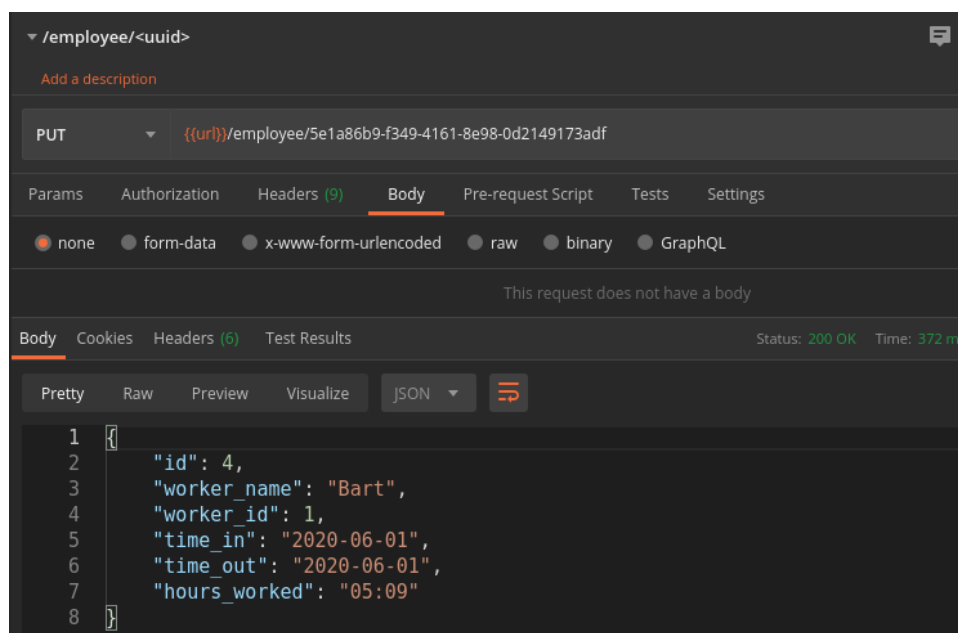 /employee/<uuid>
Add a description
PUT {{url}}/employee/5e1a86b9-f349-4161-8e98-0d2149173adf
Params Authorization Headers (9) Body Pre-request Script Tests Settings
none form-data x-www-form-urlencoded raw binary GraphQL
This request does not have a body
Body Cookies Headers (6) Test Results Status: 200 OK Time: 372 m
Pretty Raw Preview Visualize JSON
1 {
2 "id": 4,
3 "worker_name": "Bart",
4 "worker_id": 1,
5 "time_in": "2020-06-01",
6 "time_out": "2020-06-01",
7 "hours_worked": "05:09"
8 }